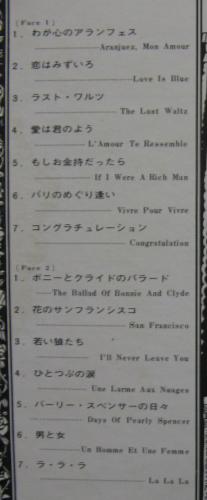 (Face 1)
1. わが心のアランフェス
Aranjuez, Mon Amour
2. 恋はみずいろ
Love Is Blue
3. ラスト・ワルツ
The Last Waltz
4. 愛は君のよう
L'Amour Te Ressemble
5. もしお金持だったら
If I Were A Rich Man
6. パリのめぐり逢い
Vivre Pour Vivre
7. コングラチュレーション
Congratulation
(Face 2)
1. ボニーとクライドのバラード
The Ballad Of Bonnie And Clyde
2. 花のサンフランシスコ
San Francisco
3. 若い狼たち
I'll Never Leave You
4. ひとつぶの涙
Une Larme Aux Nuages
5. パーリー・スペンサーの日々
Days Of Pearly Spencer
6. 男と女
Un Homme Et Une Femme
7. ラ・ラ・ラ
La La La